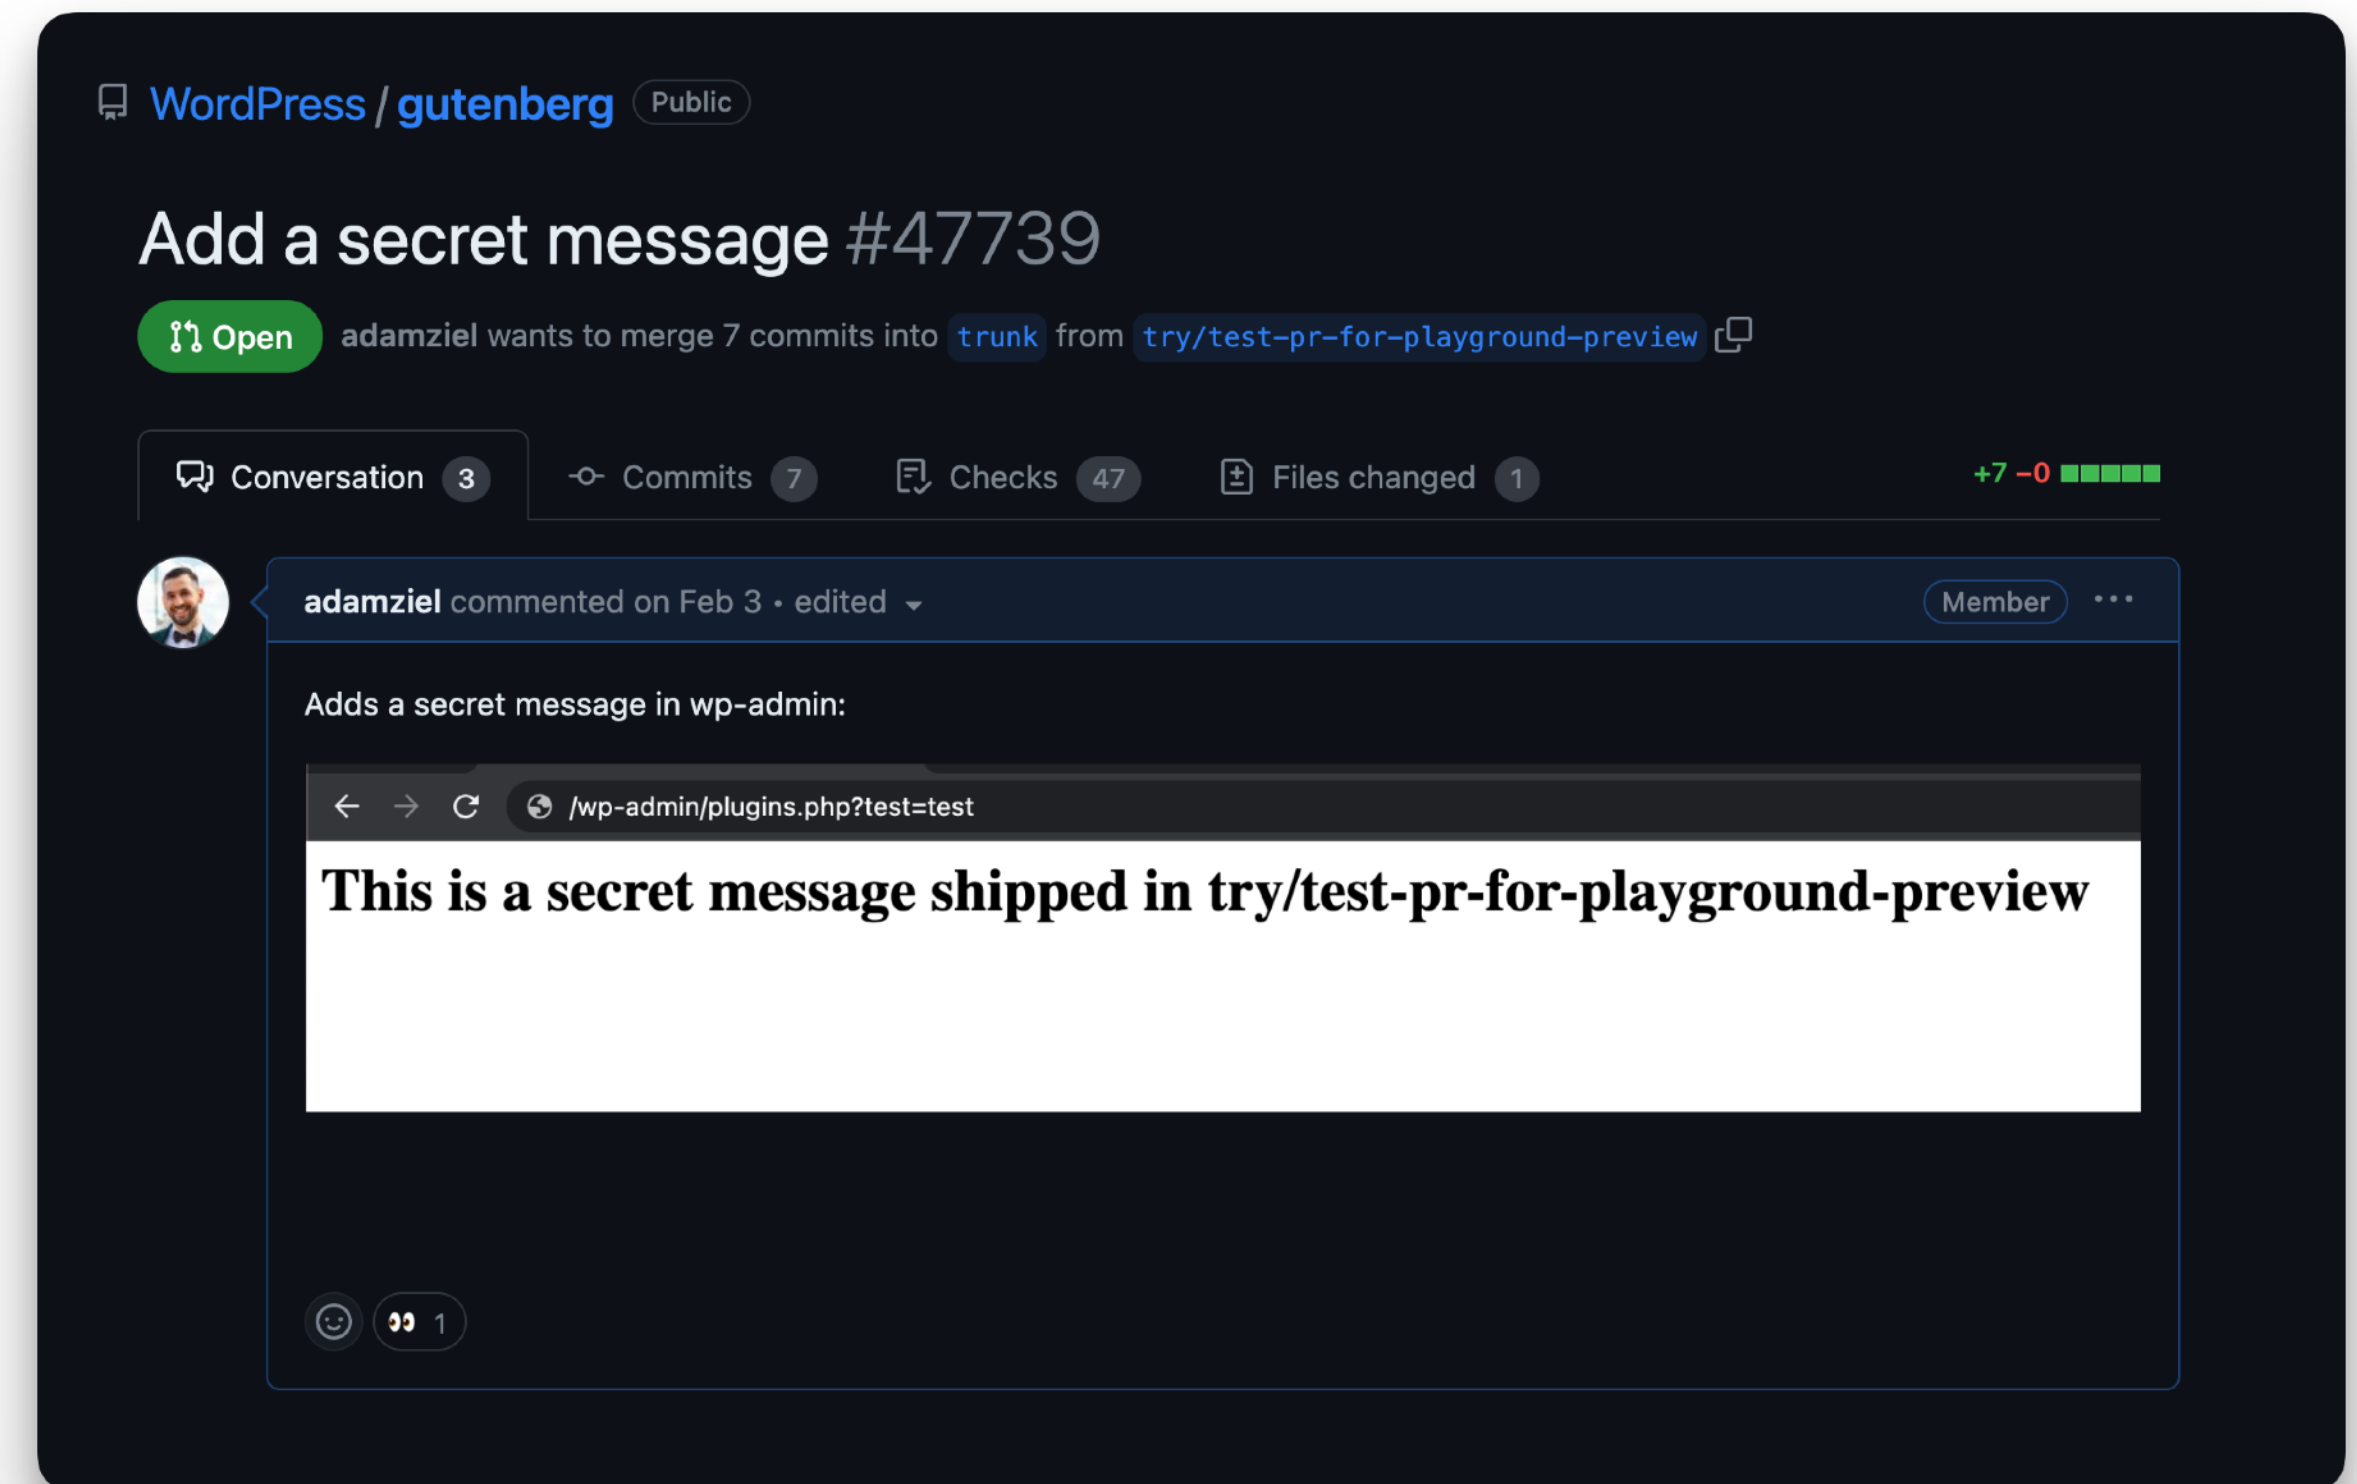 WordPress / gutenberg Public
Add a secret message #47739
Open adamziel wants to merge 7 commits into trunk from try/test-pr-for-playground-preview
Conversation 3 Commits 7 Checks 47 Files changed 1 +7 −0
adamziel commented on Feb 3 • edited Member ...
Adds a secret message in wp-admin:
/wp-admin/plugins.php?test=test
This is a secret message shipped in try/test-pr-for-playground-preview
👀 1